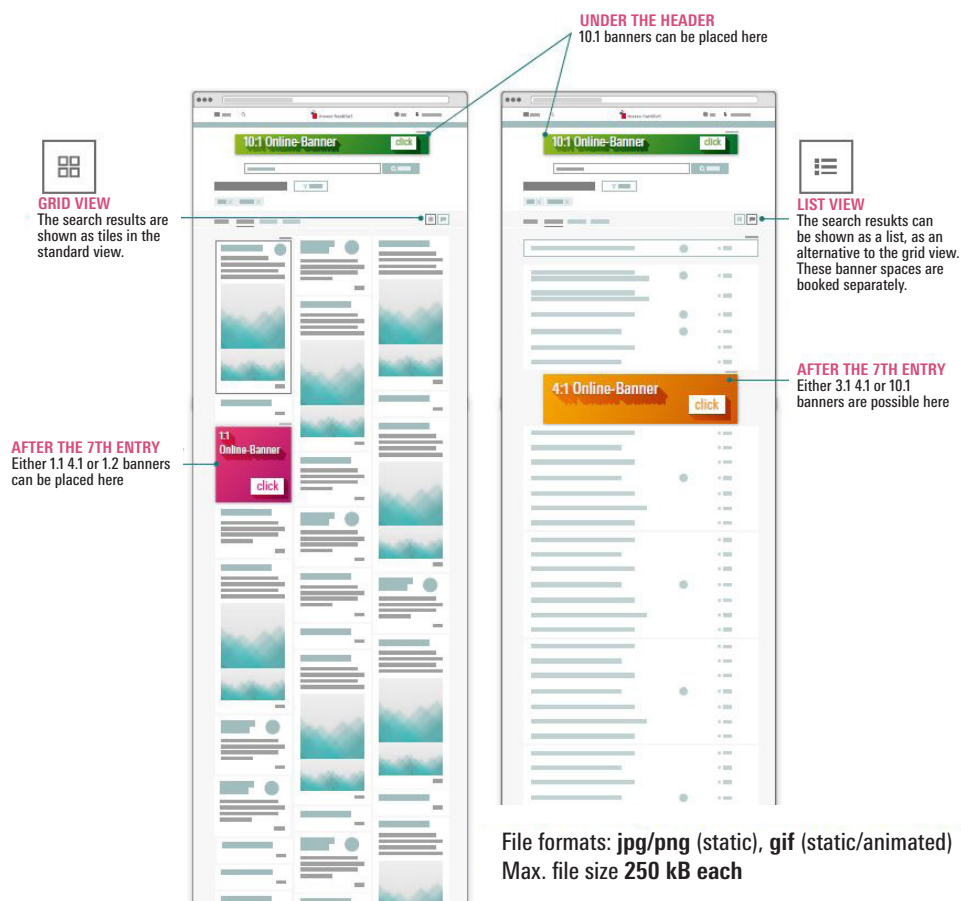 UNDER THE HEADER
10.1 banners can be placed here
messe frankfurt
messe frankfurt
10:1 Online-Banner
click
10:1 Online-Banner
click
GRID VIEW
The search results are
shown as tiles in the
standard view.
LIST VIEW
The search resukts can
be shown as a list, as an
alternative to the grid view.
These banner spaces are
booked separately.
AFTER THE 7TH ENTRY
Either 3.1 4.1 or 10.1
banners are possible here
4:1 Online-Banner
click
AFTER THE 7TH ENTRY
Either 1.1 4.1 or 1.2 banners
can be placed here
1:1
Online-Banner
click
File formats: jpg/png (static), gif (static/animated)
Max. file size 250 kB each